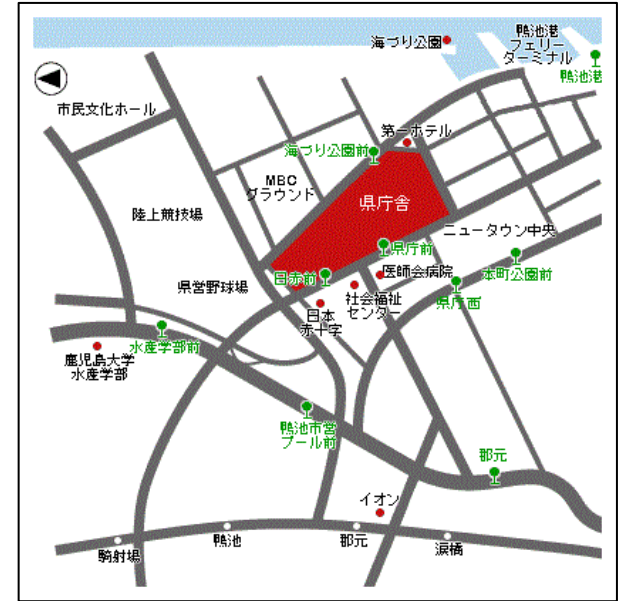 海づり公園
鴨池港
フェリー
ターミナル
鴨池港
市民文化ホール
第一ホテル
海づり公園前
MBC
グラウンド
県庁舎
陸上競技場
ニュータウン中央
県庁前
本町公園前
日赤前
医師会病院
県営野球場
社会福祉
センター
県庁西
日本
赤十字
水産学部前
鹿児島大学
水産学部
鴨池市営
プール前
郡元
イオン
騎射場
鴨池
郡元
涙橋